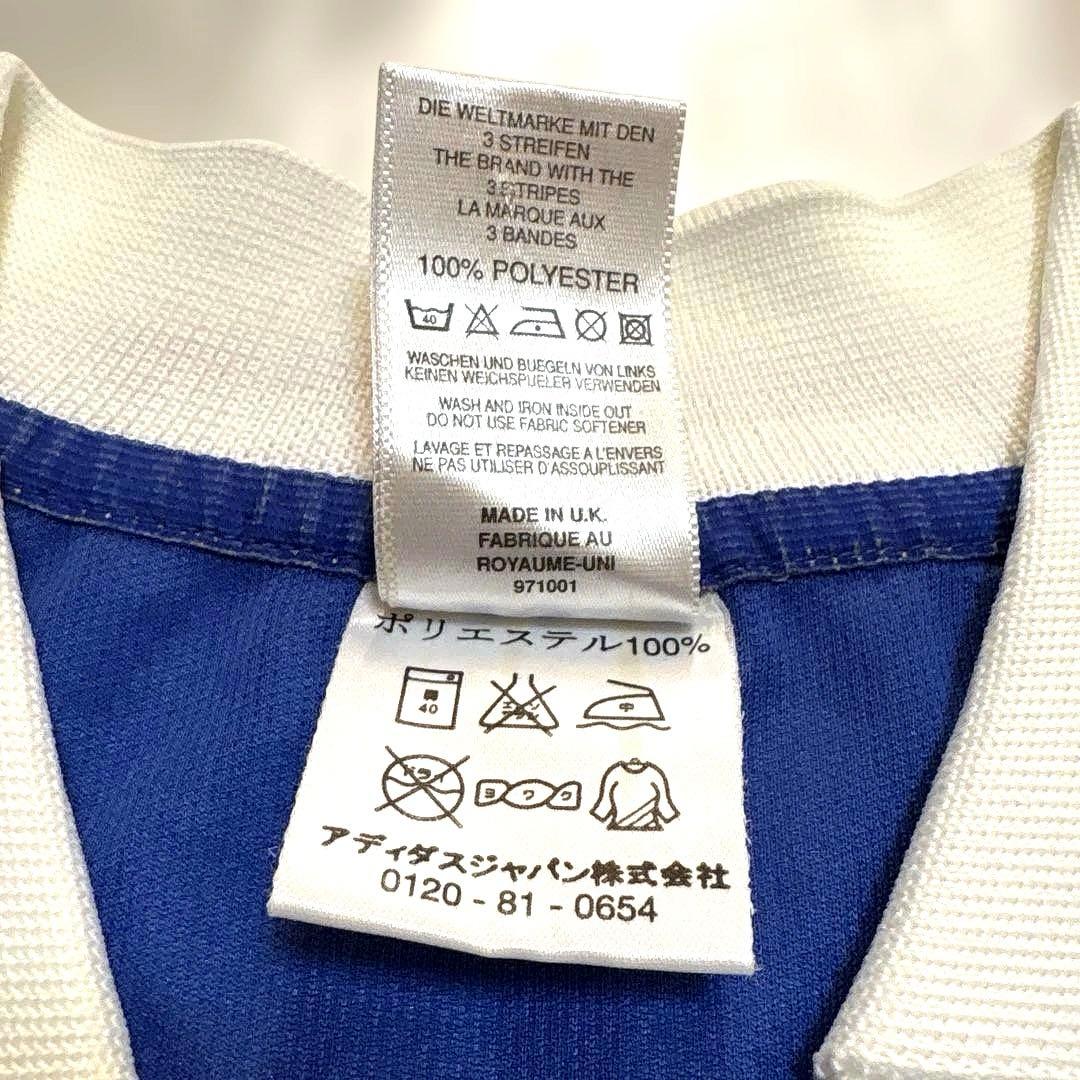 DIE WELTMARKE MIT DEN
3 STREIFEN
THE BRAND WITH THE
3 STRIPES
LA MARQUE AUX
3 BANDES
100% POLYESTER
40
WASCHEN UND BUEGELN VON LINKS
KEINEN WEICHSPUELER VERWENDEN
WASH AND IRON INSIDE OUT
DO NOT USE FABRIC SOFTENER
LAVAGE ET REPASSAGE A L'ENVERS
NE PAS UTILISER D'ASSOUPLISSANT
MADE IN U.K.
FABRIQUE AU
ROYAUME-UNI
971001
ポリエステル100%
40 中
ヨワク
アディダスジャパン株式会社
0120 - 81 - 0654